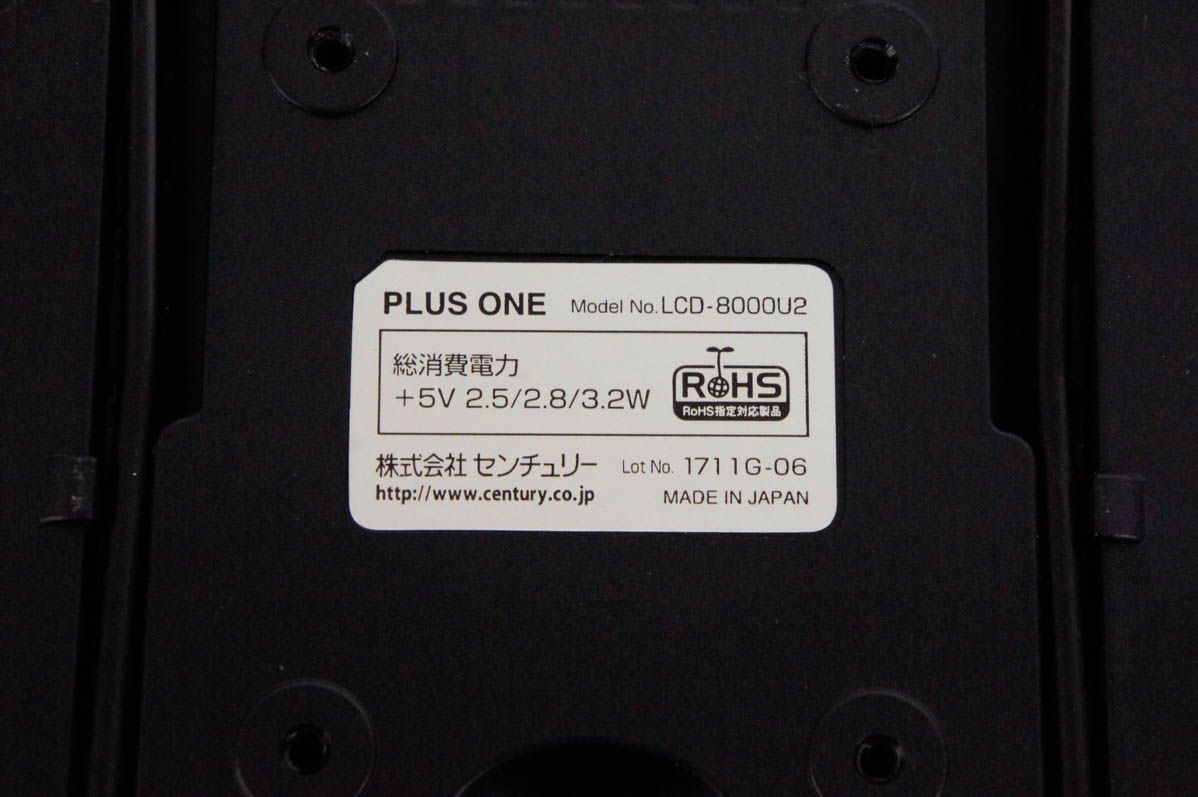 PLUS ONE Model No. LCD-8000U2
総消費電力
+5V 2.5/2.8/3.2W
RoHS
RoHS指定対応製品
株式会社 センチュリー Lot No. 1711G-06
http://www.century.co.jp MADE IN JAPAN